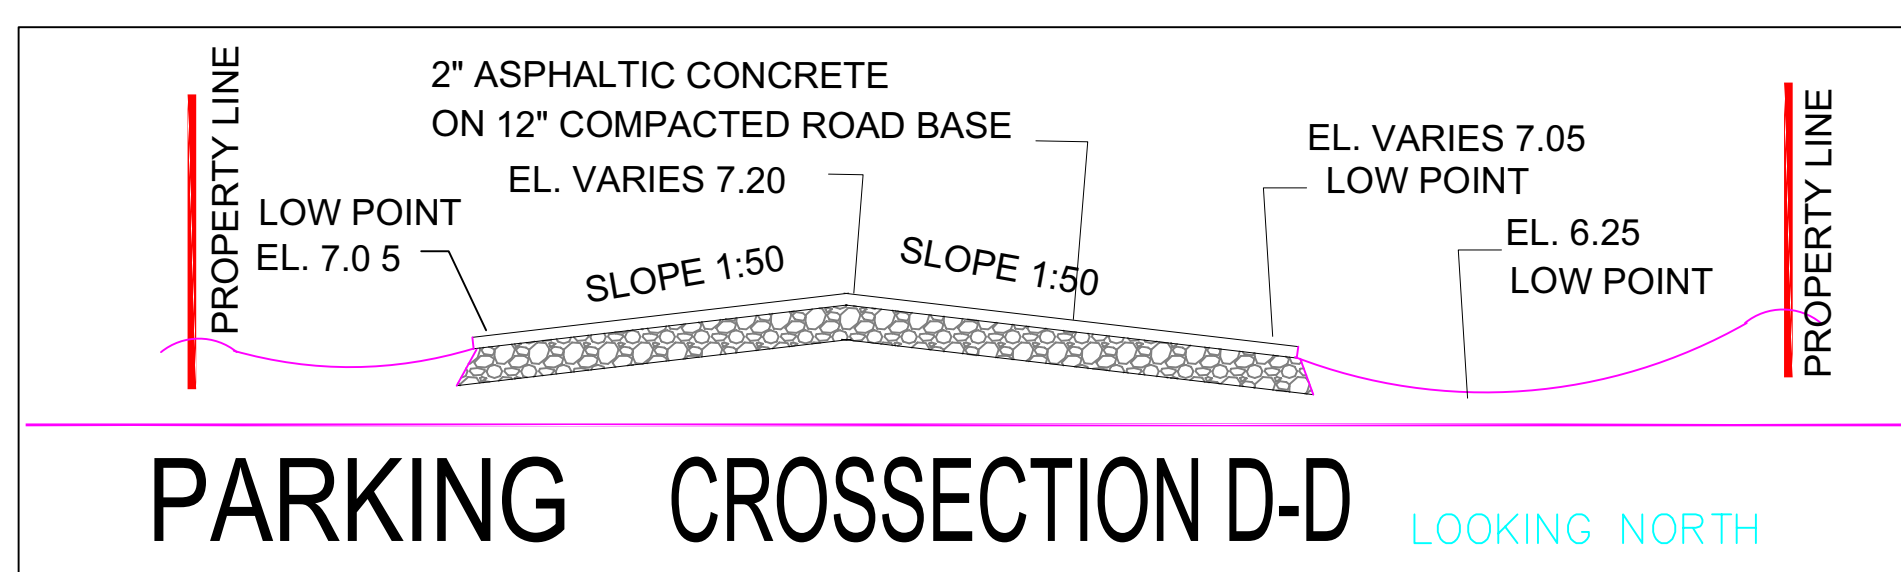 PROPERTY LINE
2" ASPHALTIC CONCRETE
ON 12" COMPACTED ROAD BASE
EL. VARIES 7.20
LOW POINT
EL. 7.0 5
SLOPE 1:50
SLOPE 1:50
EL. VARIES 7.05
LOW POINT
EL. 6.25
LOW POINT
PROPERTY LINE
PARKING CROSSECTION D-D LOOKING NORTH